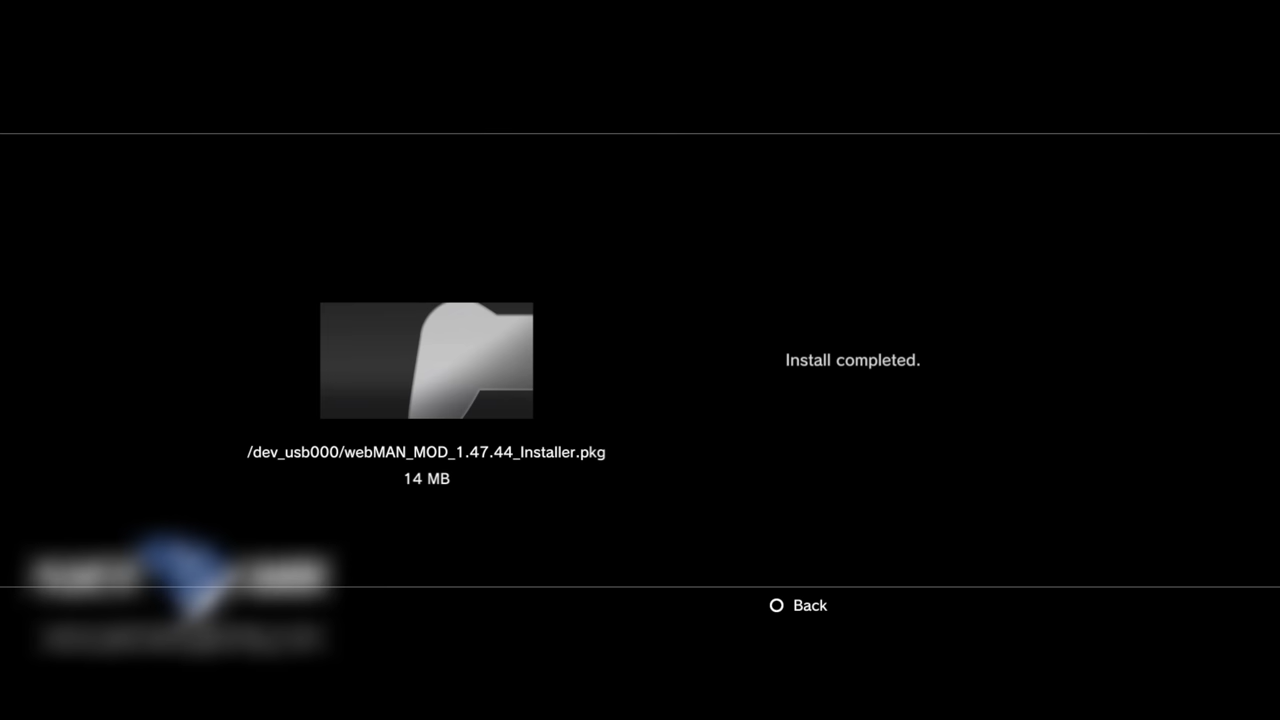 Install completed.
/dev_usb000/webMAN_MOD_1.47.44_Installer.pkg
14 MB
Back